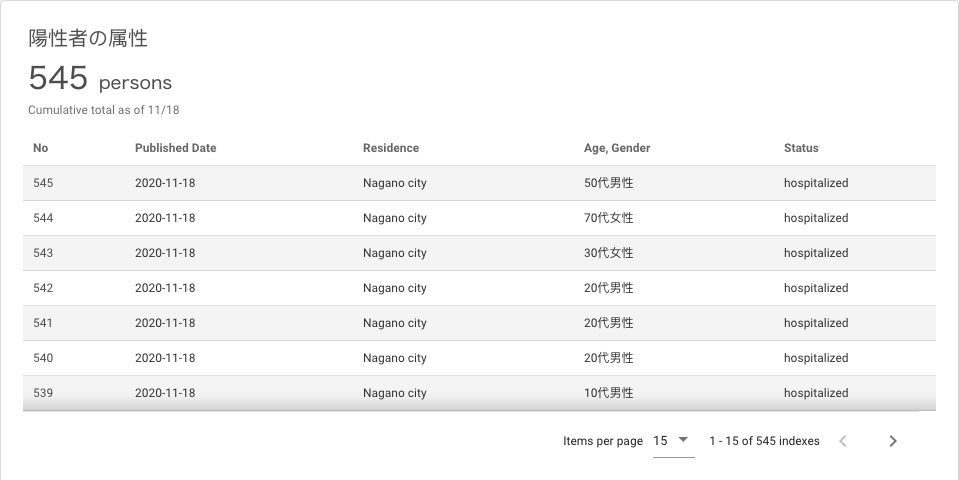 陽性者の属性
545 persons
Cumulative total as of 11/18
No Published Date Residence Age, Gender Status
545 2020-11-18 Nagano city 50代男性 hospitalized
544 2020-11-18 Nagano city 70代女性 hospitalized
543 2020-11-18 Nagano city 30代女性 hospitalized
542 2020-11-18 Nagano city 20代男性 hospitalized
541 2020-11-18 Nagano city 20代男性 hospitalized
540 2020-11-18 Nagano city 20代男性 hospitalized
539 2020-11-18 Nagano city 10代男性 hospitalized
Items per page 15 1 - 15 of 545 indexes